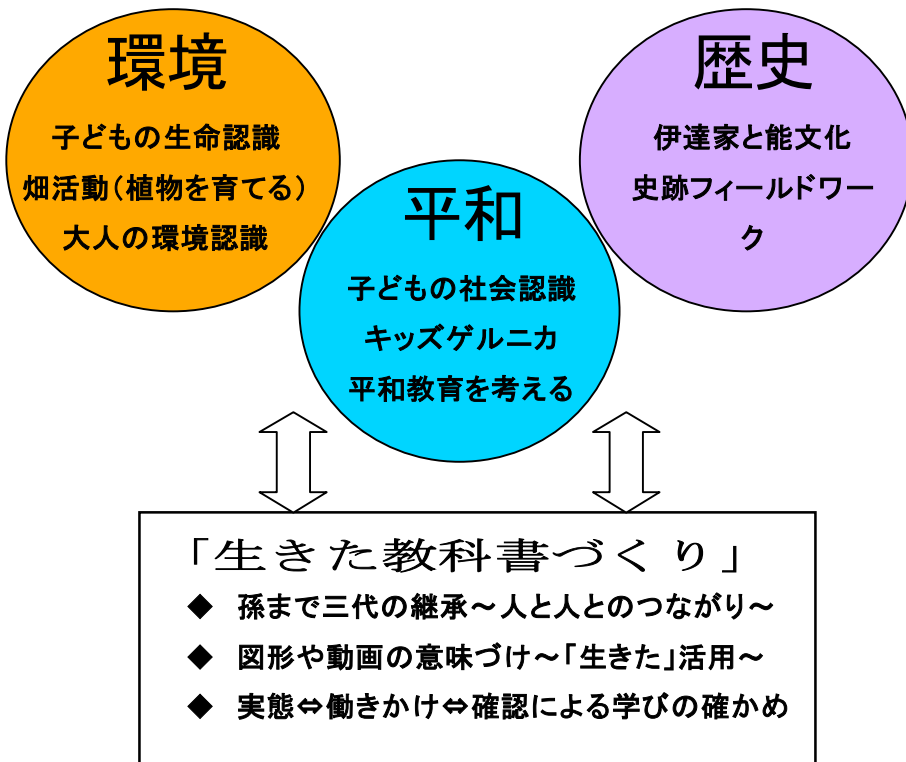 環境
子どもの生命認識
畑活動(植物を育てる)
大人の環境認識
歴史
伊達家と能文化
史跡フィールドワー
ク
平和
子どもの社会認識
キッズゲルニカ
平和教育を考える
「生きた教科書づくり」
◆ 孫まで三代の継承~人と人とのつながり~
◆ 図形や動画の意味づけ~「生きた」活用~
◆ 実態⇔働きかけ⇔確認による学びの確かめ